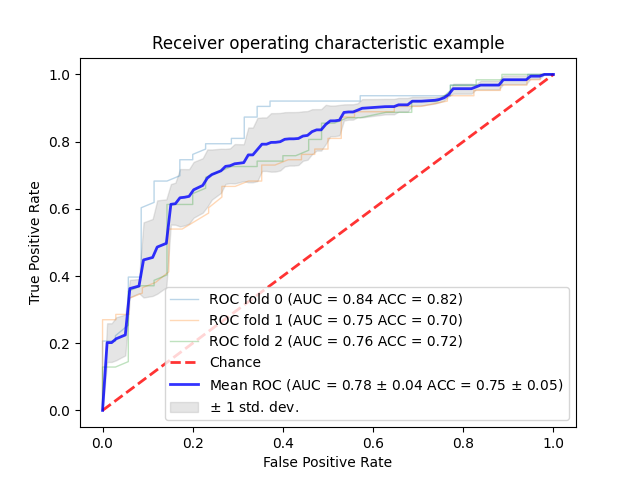 Receiver operating characteristic example
True Positive Rate
1.0
0.8
0.6
0.4
0.2
0.0
ROC fold 0 (AUC = 0.84 ACC = 0.82)
ROC fold 1 (AUC = 0.75 ACC = 0.70)
ROC fold 2 (AUC = 0.76 ACC = 0.72)
Chance
Mean ROC (AUC = 0.78 ± 0.04 ACC = 0.75 ± 0.05)
± 1 std. dev.
0.0 0.2 0.4 0.6 0.8 1.0
False Positive Rate